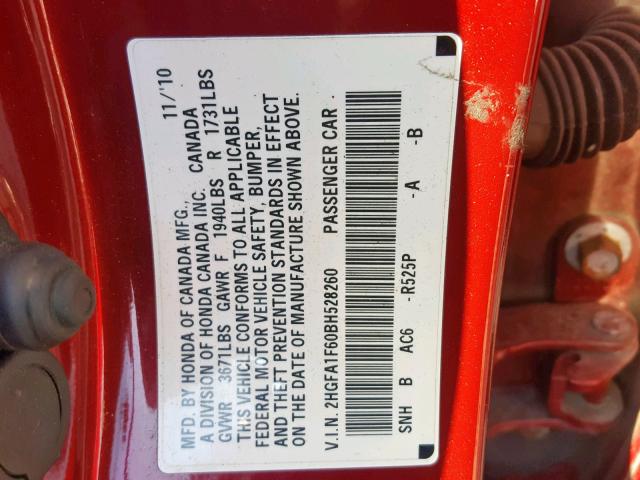 MFD. BY HONDA OF CANADA MFG., 11/'10
A DIVISION OF HONDA CANADA INC. CANADA
GVWR 3671LBS GAWR F 1940LBS R 1731LBS
THIS VEHICLE CONFORMS TO ALL APPLICABLE
FEDERAL MOTOR VEHICLE SAFETY, BUMPER,
AND THEFT PREVENTION STANDARDS IN EFFECT
ON THE DATE OF MANUFACTURE SHOWN ABOVE.
V.I.N. 2HGFA1F60BH528260 PASSENGER CAR
SNH B AC6 -R525P -A -B